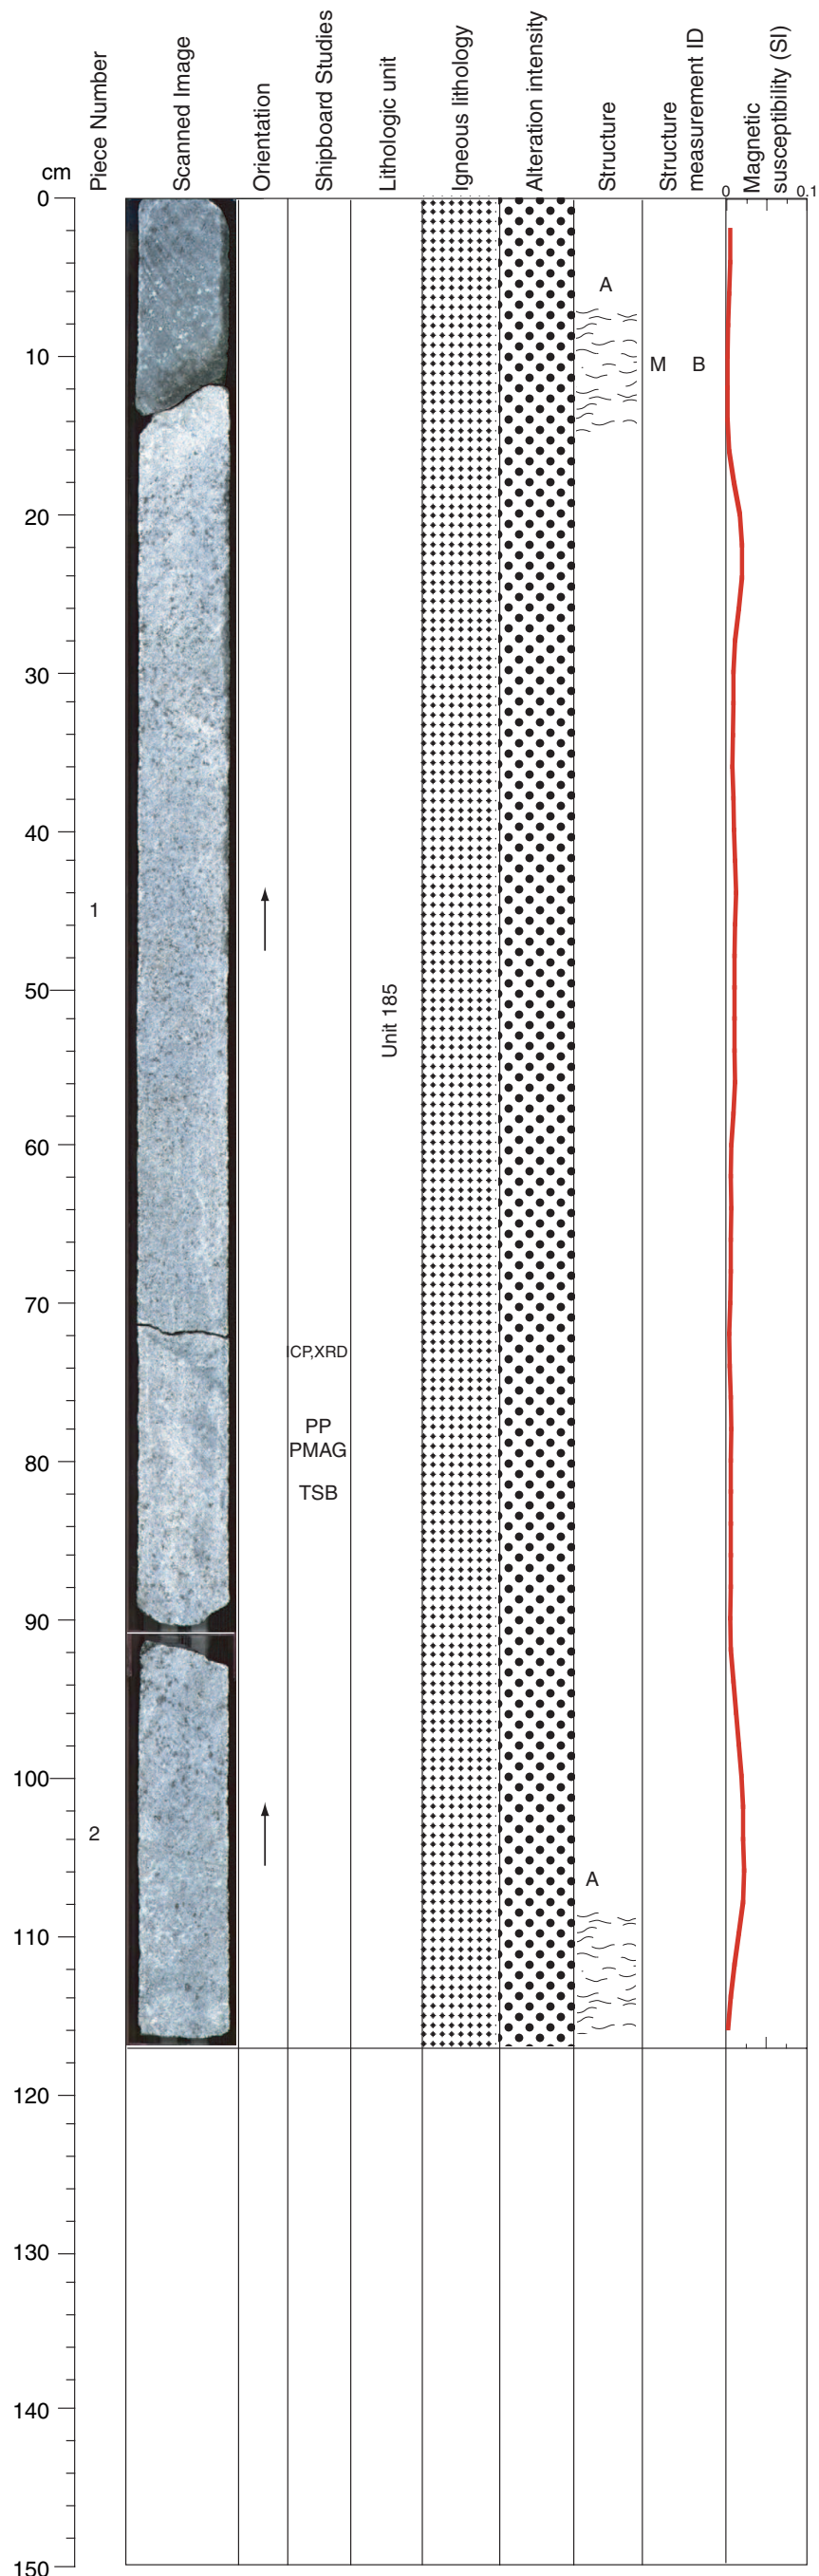 cm
Piece Number
Scanned Image
Orientation
Shipboard Studies
Lithologic unit
Igneous lithology
Alteration intensity
Structure
Structure
measurement ID
Magnetic
susceptibility (SI)
0
0.1
0
A
10
M B
20
30
40
1
50
Unit 185
60
70
ICP,XRD
PP
PMAG
80
TSB
90
100
2
A
110
120
130
140
150